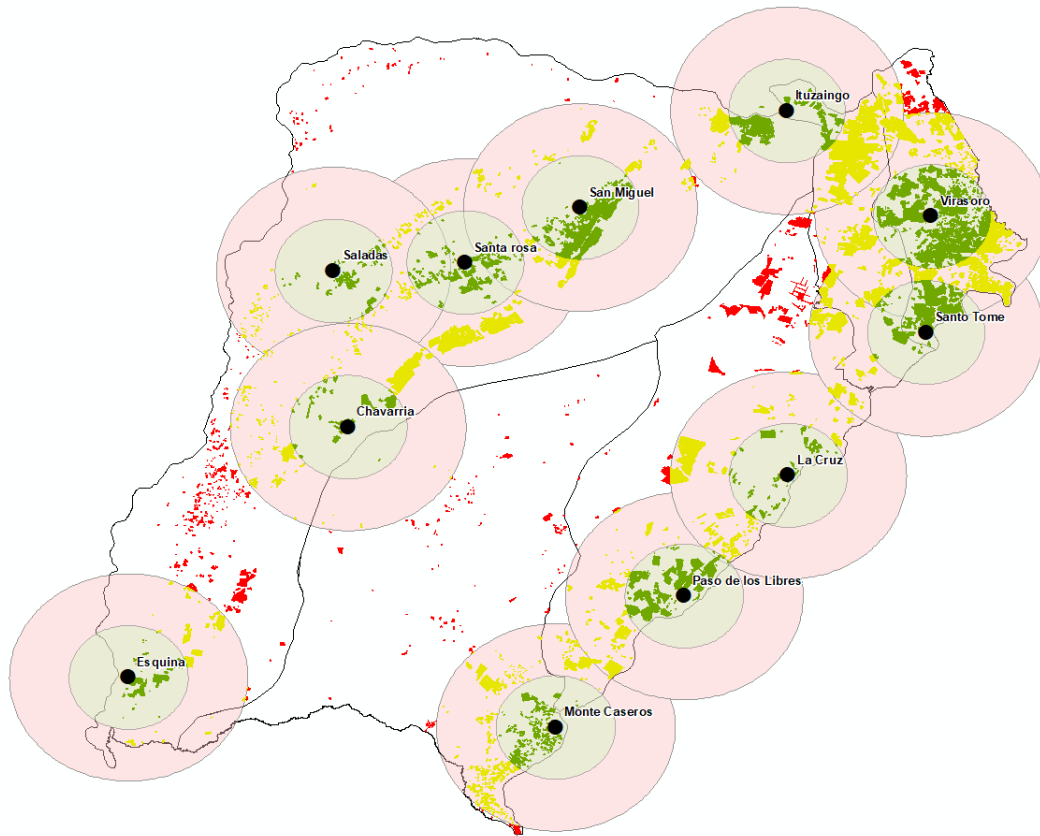 Ituzaingo
San Miguel
Virasoro
Santa rosa
Saladas
Santo Tome
Chavarria
La Cruz
Paso de los Libres
Esquina
Monte Caseros